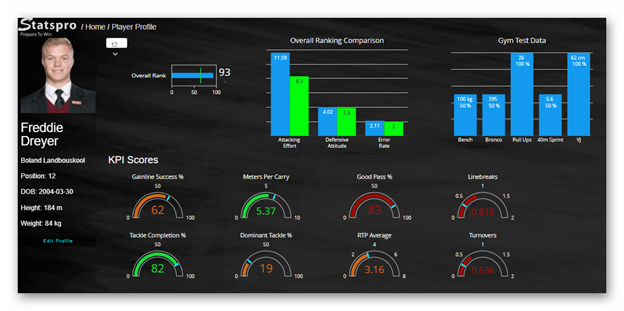 Statspro
Prepare To Win
/ Home / Player Profile
12
Freddie
Dreyer
Boland Landbouskool
Position: 12
DOB: 2004-03-30
Height: 184 m
Weight: 84 kg
Edit Profile
Overall Rank
93
0 50 100
Overall Ranking Comparison
11.59
4.02 3.9
2.11 2
Attacking
Effort
Defensive
Attitude
Error
Rate
Gym Test Data
100 kg
50 %
395
50 %
26
100 %
5.6
50 %
62 cm
100 %
Bench Bronco Pull Ups 40m Sprint VJ
KPI Scores
Gainline Success %
50
0 100
62
Meters Per Carry
5
0 10
5.37
Good Pass %
50
0 100
83
Linebreaks
1
0.5 1.5
0 2
0.818
Tackle Completion %
50
0 100
82
Dominant Tackle %
50
0 100
19
RTP Average
4
2 6
0 8
3.16
Turnovers
1
0.5 1.5
0 2
0.636